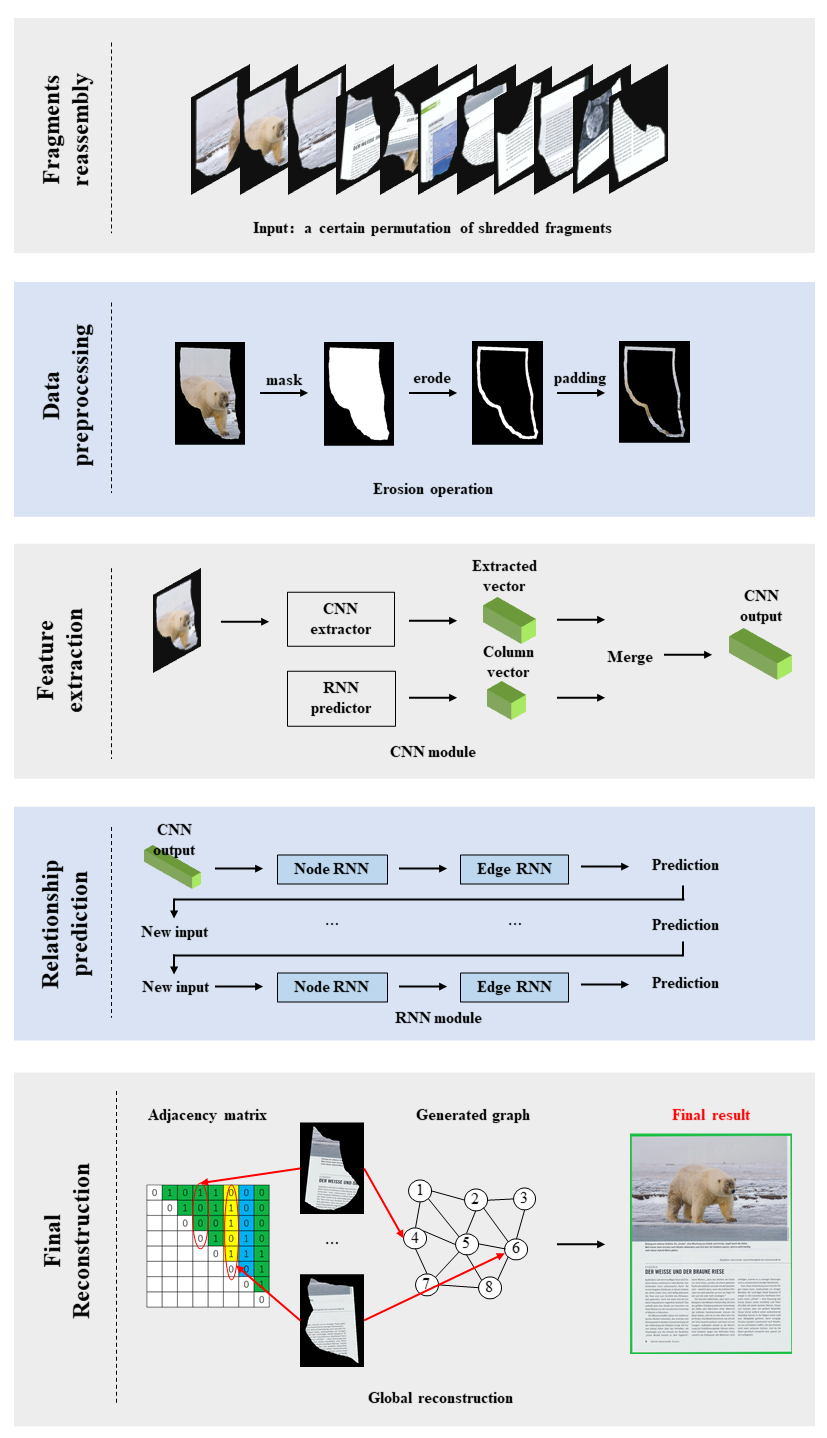 Fragments
reassembly
Input: a certain permutation of shredded fragments
Data
preprocessing
mask
erode
padding
Erosion operation
Feature
extraction
CNN
extractor
Extracted
vector
RNN
predictor
Column
vector
Merge
CNN
output
CNN module
Relationship
prediction
CNN
output
Node RNN
Edge RNN
Prediction
New input
...
...
Prediction
New input
Node RNN
Edge RNN
Prediction
RNN module
Final
Reconstruction
Adjacency matrix
Generated graph
Final result
0 1 0 1 1 0 0 0
0 1 0 1 1 0 0
0 0 0 1 0 0
0 1 0 1 0
0 1 1 1
0 0 1
0 1
0
DER WEISSE UND D
...
1
2
3
4
5
6
7
8
DER WEISSE UND DER BRAUNE RIESE
Global reconstruction